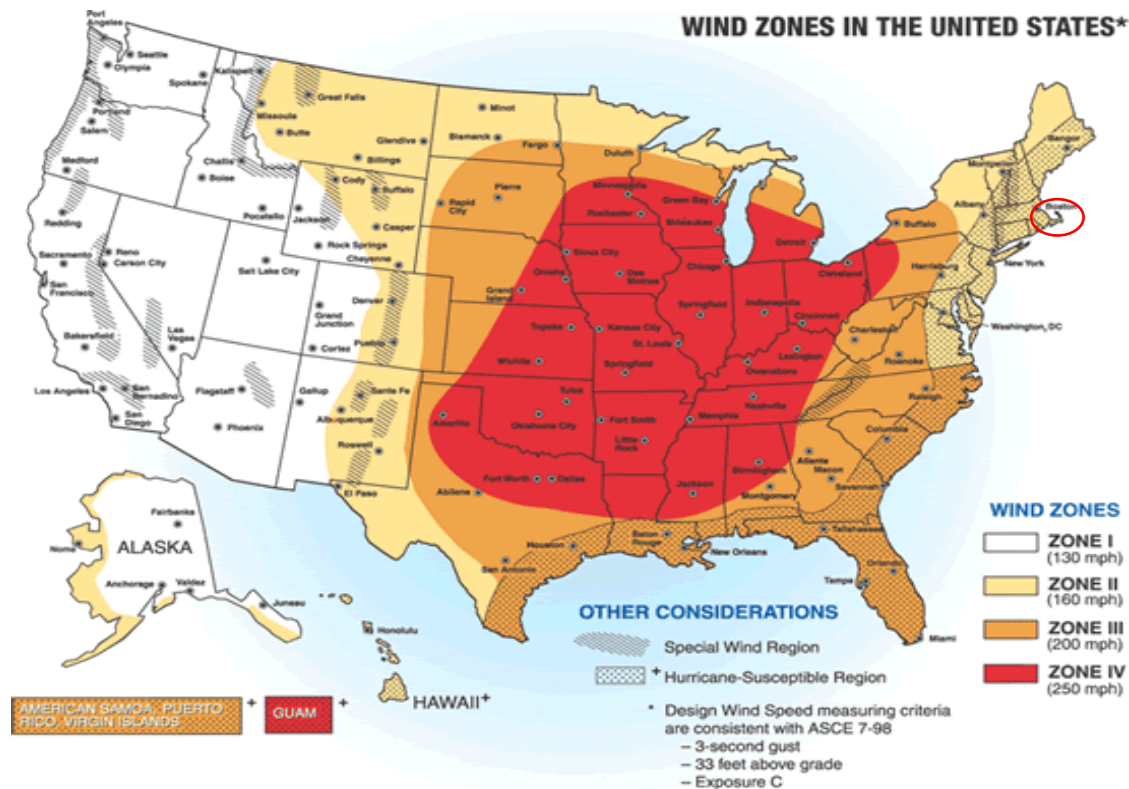 WIND ZONES IN THE UNITED STATES*
Port
Angeles
Seattle
Olympia
Spokane
Kalispell
Great Falls
Missoula
Portland
Salem
Butte
Glendive
Billings
Medford
Challis
Boise
Cody
Buffalo
Redding
Pocatello
Jackson
Casper
Rock Springs
Cheyenne
Reno
Sacramento
Carson City
San
Francisco
Salt Lake City
Denver
Grand
Junction
Bakersfield
Las
Vegas
Cortez
Pueblo
Los Angeles
San
Bernadino
Flagstaff
Gallup
Santa Fe
Albuquerque
San
Diego
Phoenix
Roswell
El Paso
Minot
Bismarck
Fargo
Duluth
Pierre
Rapid
City
Minneapolis
Green Bay
Rochester
Milwaukee
Detroit
Buffalo
Bangor
Montpelier
Albany
Boston
New York
Sioux City
Omaha
Des
Moines
Chicago
Cleveland
Harrisburg
Grand
Island
Springfield
Indianapolis
Cincinnati
Washington, DC
Topeka
Kansas City
St. Louis
Charleston
Wichita
Springfield
Owensboro
Lexington
Roanoke
Tulsa
Nashville
Raleigh
Amarillo
Oklahoma City
Fort Smith
Memphis
Little
Rock
Columbia
Birmingham
Atlanta
Macon
Fort Worth
Dallas
Abilene
Jackson
Montgomery
Savannah
Baton
Rouge
Tallahassee
Houston
New Orleans
San Antonio
Orlando
Tampa
Miami
Fairbanks
Nome
ALASKA
Anchorage
Valdez
Juneau
Honolulu
HAWAII+
AMERICAN SAMOA, PUERTO
RICO, VIRGIN ISLANDS
+
GUAM
+
OTHER CONSIDERATIONS
Special Wind Region
+ Hurricane-Susceptible Region
* Design Wind Speed measuring criteria
are consistent with ASCE 7-98
– 3-second gust
– 33 feet above grade
– Exposure C
WIND ZONES
ZONE I
(130 mph)
ZONE II
(160 mph)
ZONE III
(200 mph)
ZONE IV
(250 mph)